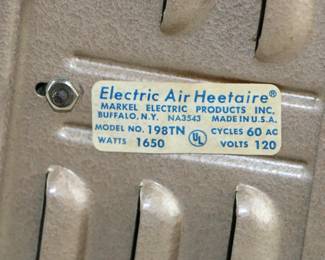 Electric Air Heetaire®
MARKEL ELECTRIC PRODUCTS INC.
BUFFALO, N.Y. NA3543 MADE IN U.S.A.
MODEL NO. 198TN UL CYCLES 60 AC
WATTS 1650 VOLTS 120